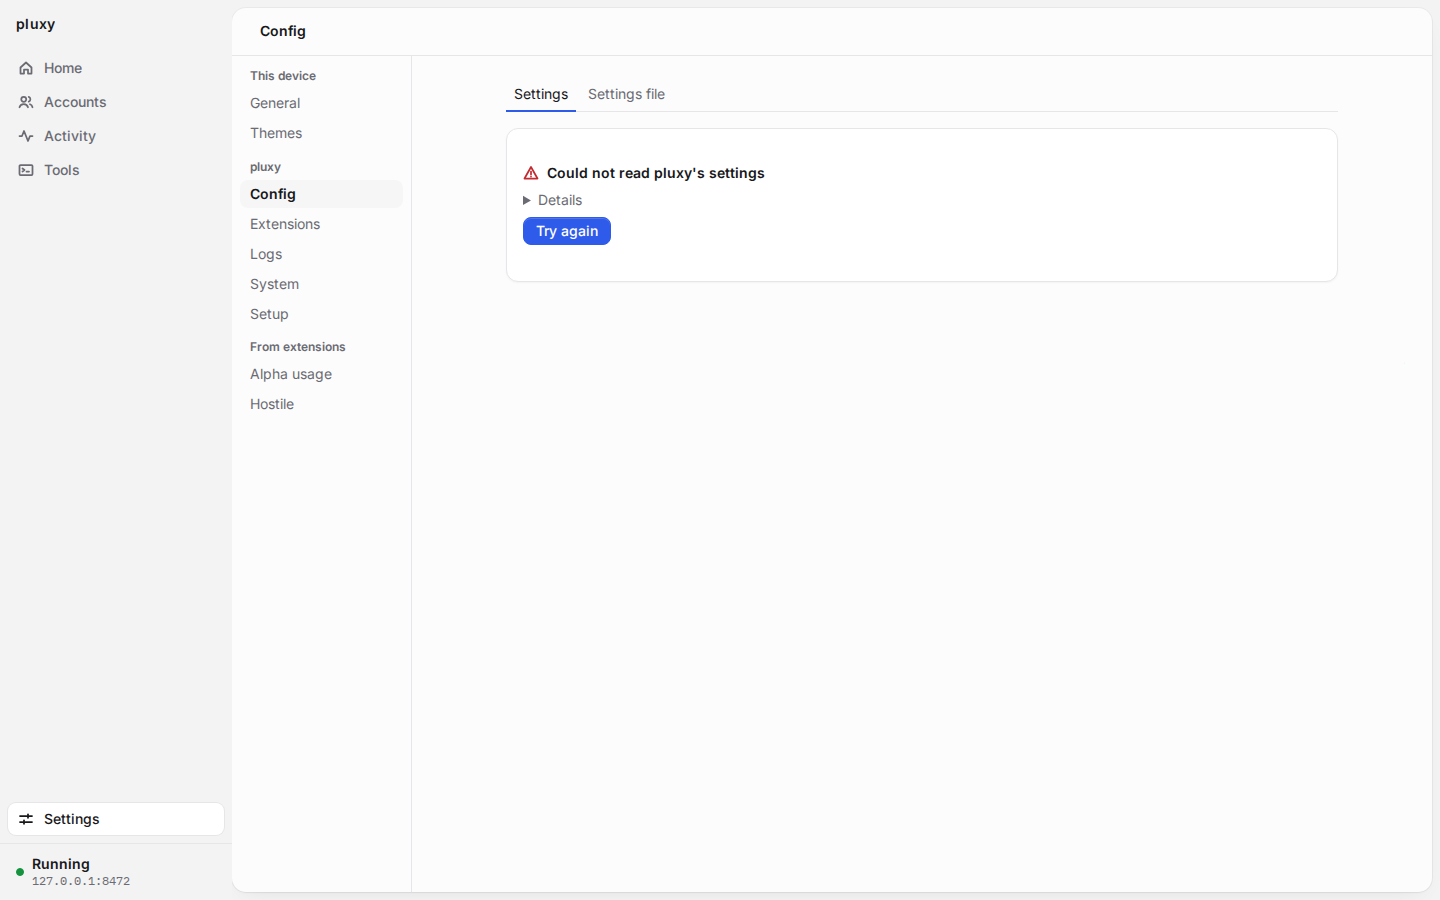 pluxy
Home
Accounts
Activity
Tools
Settings
Running
127.0.0.1:8472
Config
This device
General
Themes
pluxy
Config
Extensions
Logs
System
Setup
From extensions
Alpha usage
Hostile
Settings
Settings file
Could not read pluxy's settings
Details
Try again